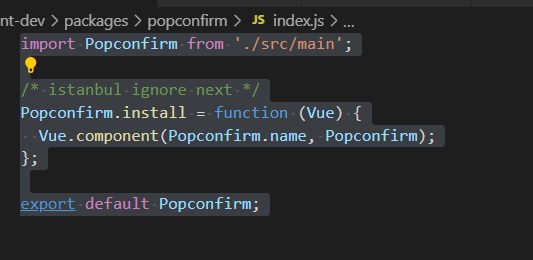 nt-dev > packages > popconfirm > JS index.js > ...
import Popconfirm from './src/main';
/* istanbul ignore next */
Popconfirm.install = function (Vue) {
  Vue.component(Popconfirm.name, Popconfirm);
};
export default Popconfirm;